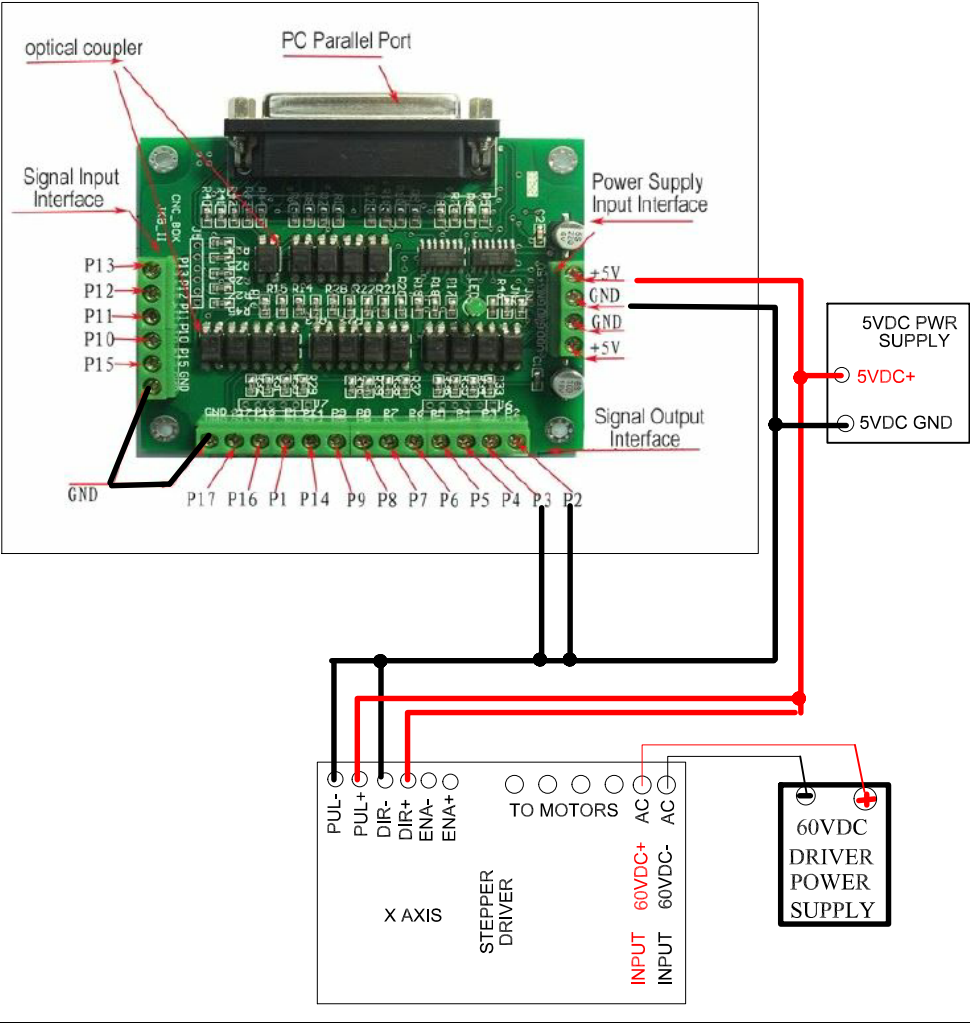 PC Parallel Port
optical coupler
Signal Input
Interface
Power Supply
Input Interface
CNC_BOX
P13
P12
P11
P10
P15
+5V
GND
GND
+5V
5VDC PWR
SUPPLY
5VDC+
5VDC GND
Signal Output
Interface
GND
P17 P16 P1 P14 P9 P8 P7 P6 P5 P4 P3 P2
PUL-
PUL+
DIR-
DIR+
ENA-
ENA+
TO MOTORS
AC
AC
X AXIS
STEPPER
DRIVER
INPUT 60VDC+
INPUT 60VDC-
60VDC
DRIVER
POWER
SUPPLY